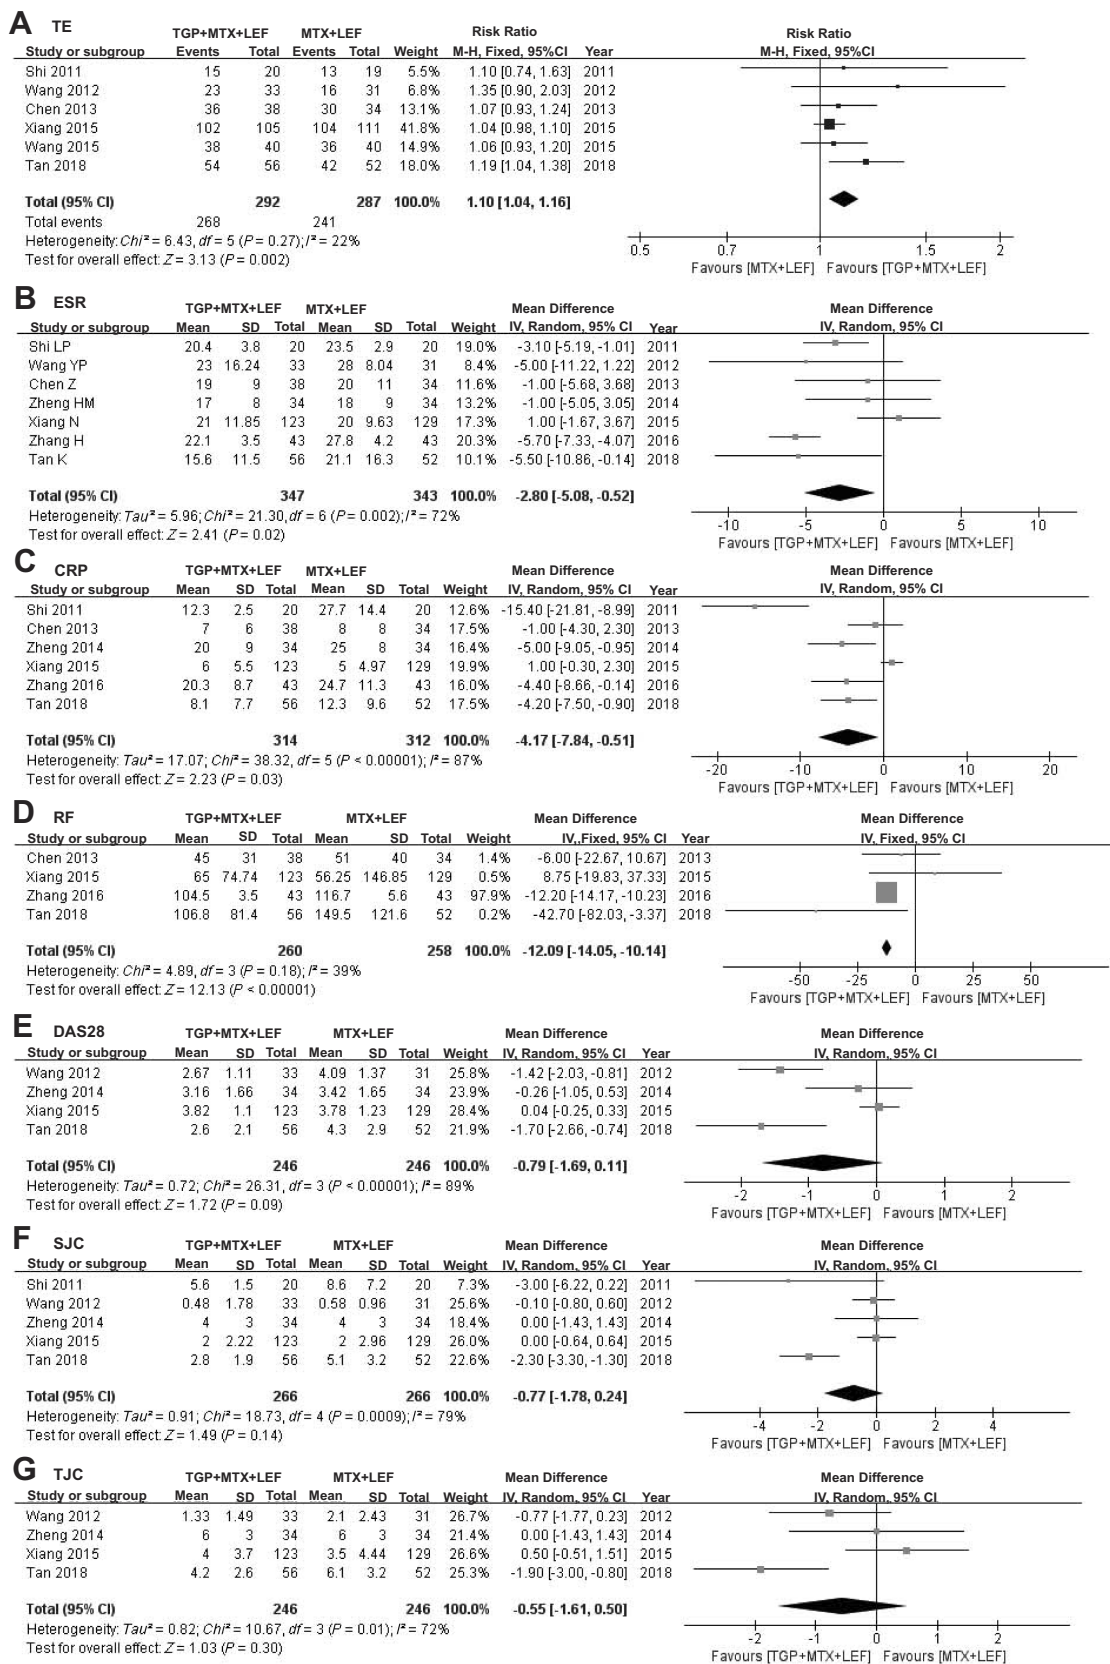 A TE
TGP+MTX+LEF MTX+LEF Risk Ratio Risk Ratio
Study or subgroup Events Total Events Total Weight M-H, Fixed, 95%CI Year M-H, Fixed, 95%CI
Shi 2011 15 20 13 19 5.5% 1.10 [0.74, 1.63] 2011
Wang 2012 23 33 16 31 6.8% 1.35 [0.90, 2.03] 2012
Chen 2013 36 38 30 34 13.1% 1.07 [0.93, 1.24] 2013
Xiang 2015 102 105 104 111 41.8% 1.04 [0.98, 1.10] 2015
Wang 2015 38 40 36 40 14.9% 1.06 [0.93, 1.20] 2015
Tan 2018 54 56 42 52 18.0% 1.19 [1.04, 1.38] 2018
Total (95% CI) 292 287 100.0% 1.10 [1.04, 1.16]
Total events 268 241
Heterogeneity: Chi² = 6.43, df = 5 (P = 0.27); I² = 22%
Test for overall effect: Z = 3.13 (P = 0.002)
0.5 0.7 1 1.5 2
Favours [MTX+LEF] Favours [TGP+MTX+LEF]
B ESR
TGP+MTX+LEF MTX+LEF Mean Difference Mean Difference
Study or subgroup Mean SD Total Mean SD Total Weight IV, Random, 95% CI Year IV, Random, 95% CI
Shi LP 20.4 3.8 20 23.5 2.9 20 19.0% -3.10 [-5.19, -1.01] 2011
Wang YP 23 16.24 33 28 8.04 31 8.4% -5.00 [-11.22, 1.22] 2012
Chen Z 19 9 38 20 11 34 11.6% -1.00 [-5.68, 3.68] 2013
Zheng HM 17 8 34 18 9 34 13.2% -1.00 [-5.05, 3.05] 2014
Xiang N 21 11.85 123 20 9.63 129 17.3% 1.00 [-1.67, 3.67] 2015
Zhang H 22.1 3.5 43 27.8 4.2 43 20.3% -5.70 [-7.33, -4.07] 2016
Tan K 15.6 11.5 56 21.1 16.3 52 10.1% -5.50 [-10.86, -0.14] 2018
Total (95% CI) 347 343 100.0% -2.80 [-5.08, -0.52]
Heterogeneity: Tau² = 5.96; Chi² = 21.30, df = 6 (P = 0.002); I² = 72%
Test for overall effect: Z = 2.41 (P = 0.02)
-10 -5 0 5 10
Favours [TGP+MTX+LEF] Favours [MTX+LEF]
C CRP
TGP+MTX+LEF MTX+LEF Mean Difference Mean Difference
Study or subgroup Mean SD Total Mean SD Total Weight IV, Random, 95% CI Year IV, Random, 95% CI
Shi 2011 12.3 2.5 20 27.7 14.4 20 12.6% -15.40 [-21.81, -8.99] 2011
Chen 2013 7 6 38 8 8 34 17.5% -1.00 [-4.30, 2.30] 2013
Zheng 2014 20 9 34 25 8 34 16.4% -5.00 [-9.05, -0.95] 2014
Xiang 2015 6 5.5 123 5 4.97 129 19.9% 1.00 [-0.30, 2.30] 2015
Zhang 2016 20.3 8.7 43 24.7 11.3 43 16.0% -4.40 [-8.66, -0.14] 2016
Tan 2018 8.1 7.7 56 12.3 9.6 52 17.5% -4.20 [-7.50, -0.90] 2018
Total (95% CI) 314 312 100.0% -4.17 [-7.84, -0.51]
Heterogeneity: Tau² = 17.07; Chi² = 38.32, df = 5 (P < 0.00001); I² = 87%
Test for overall effect: Z = 2.23 (P = 0.03)
-20 -10 0 10 20
Favours [TGP+MTX+LEF] Favours [MTX+LEF]
D RF
TGP+MTX+LEF MTX+LEF Mean Difference Mean Difference
Study or subgroup Mean SD Total Mean SD Total Weight IV,,Fixed, 95% CI Year IV, Fixed, 95% CI
Chen 2013 45 31 38 51 40 34 1.4% -6.00 [-22.67, 10.67] 2013
Xiang 2015 65 74.74 123 56.25 146.85 129 0.5% 8.75 [-19.83, 37.33] 2015
Zhang 2016 104.5 3.5 43 116.7 5.6 43 97.9% -12.20 [-14.17, -10.23] 2016
Tan 2018 106.8 81.4 56 149.5 121.6 52 0.2% -42.70 [-82.03, -3.37] 2018
Total (95% CI) 260 258 100.0% -12.09 [-14.05, -10.14]
Heterogeneity: Chi² = 4.89, df = 3 (P = 0.18); I² = 39%
Test for overall effect: Z = 12.13 (P < 0.00001)
-50 -25 0 25 50
Favours [TGP+MTX+LEF] Favours [MTX+LEF]
E DAS28
TGP+MTX+LEF MTX+LEF Mean Difference Mean Difference
Study or subgroup Mean SD Total Mean SD Total Weight IV, Random, 95% CI Year IV, Random, 95% CI
Wang 2012 2.67 1.11 33 4.09 1.37 31 25.8% -1.42 [-2.03, -0.81] 2012
Zheng 2014 3.16 1.66 34 3.42 1.65 34 23.9% -0.26 [-1.05, 0.53] 2014
Xiang 2015 3.82 1.1 123 3.78 1.23 129 28.4% 0.04 [-0.25, 0.33] 2015
Tan 2018 2.6 2.1 56 4.3 2.9 52 21.9% -1.70 [-2.66, -0.74] 2018
Total (95% CI) 246 246 100.0% -0.79 [-1.69, 0.11]
Heterogeneity: Tau² = 0.72; Chi² = 26.31, df = 3 (P < 0.00001); I² = 89%
Test for overall effect: Z = 1.72 (P = 0.09)
-2 -1 0 1 2
Favours [TGP+MTX+LEF] Favours [MTX+LEF]
F SJC
TGP+MTX+LEF MTX+LEF Mean Difference Mean Difference
Study or subgroup Mean SD Total Mean SD Total Weight IV, Random, 95% CI Year IV, Random, 95% CI
Shi 2011 5.6 1.5 20 8.6 7.2 20 7.3% -3.00 [-6.22, 0.22] 2011
Wang 2012 0.48 1.78 33 0.58 0.96 31 25.6% -0.10 [-0.80, 0.60] 2012
Zheng 2014 4 3 34 4 3 34 18.4% 0.00 [-1.43, 1.43] 2014
Xiang 2015 2 2.22 123 2 2.96 129 26.0% 0.00 [-0.64, 0.64] 2015
Tan 2018 2.8 1.9 56 5.1 3.2 52 22.6% -2.30 [-3.30, -1.30] 2018
Total (95% CI) 266 266 100.0% -0.77 [-1.78, 0.24]
Heterogeneity: Tau² = 0.91; Chi² = 18.73, df = 4 (P = 0.0009); I² = 79%
Test for overall effect: Z = 1.49 (P = 0.14)
-4 -2 0 2 4
Favours [TGP+MTX+LEF] Favours [MTX+LEF]
G TJC
TGP+MTX+LEF MTX+LEF Mean Difference Mean Difference
Study or subgroup Mean SD Total Mean SD Total Weight IV, Random, 95% CI Year IV, Random, 95% CI
Wang 2012 1.33 1.49 33 2.1 2.43 31 26.7% -0.77 [-1.77, 0.23] 2012
Zheng 2014 6 3 34 6 3 34 21.4% 0.00 [-1.43, 1.43] 2014
Xiang 2015 4 3.7 123 3.5 4.44 129 26.6% 0.50 [-0.51, 1.51] 2015
Tan 2018 4.2 2.6 56 6.1 3.2 52 25.3% -1.90 [-3.00, -0.80] 2018
Total (95% CI) 246 246 100.0% -0.55 [-1.61, 0.50]
Heterogeneity: Tau² = 0.82; Chi² = 10.67, df = 3 (P = 0.01); I² = 72%
Test for overall effect: Z = 1.03 (P = 0.30)
-2 -1 0 1 2
Favours [TGP+MTX+LEF] Favours [MTX+LEF]